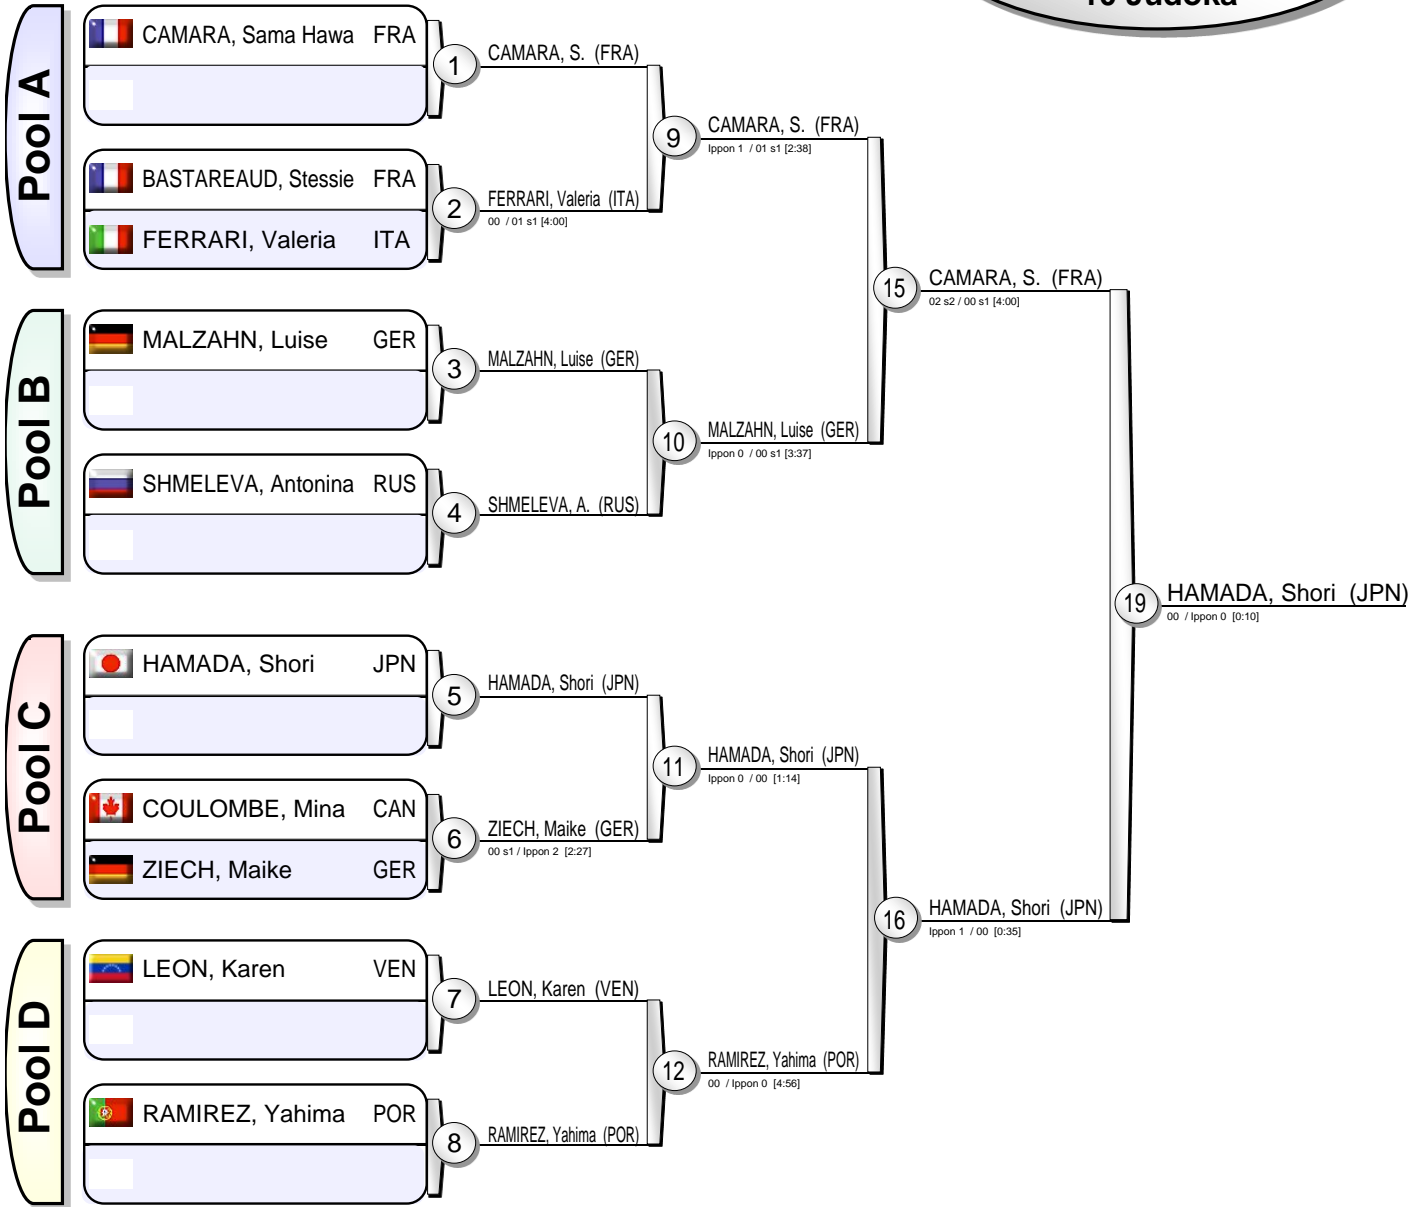 10 Judoka
Pool A
CAMARA, Sama Hawa FRA
BASTAREAUD, Stessie FRA
FERRARI, Valeria ITA
Pool B
MALZAHN, Luise GER
SHMELEVA, Antonina RUS
Pool C
HAMADA, Shori JPN
COULOMBE, Mina CAN
ZIECH, Maike GER
Pool D
LEON, Karen VEN
RAMIREZ, Yahima POR
1
CAMARA, S. (FRA)
2
FERRARI, Valeria (ITA)
00 / 01 s1 [4:00]
3
MALZAHN, Luise (GER)
4
SHMELEVA, A. (RUS)
5
HAMADA, Shori (JPN)
6
ZIECH, Maike (GER)
00 s1 / Ippon 2 [2:27]
7
LEON, Karen (VEN)
8
RAMIREZ, Yahima (POR)
9
CAMARA, S. (FRA)
Ippon 1 / 01 s1 [2:38]
10
MALZAHN, Luise (GER)
Ippon 0 / 00 s1 [3:37]
11
HAMADA, Shori (JPN)
Ippon 0 / 00 [1:14]
12
RAMIREZ, Yahima (POR)
00 / Ippon 0 [4:56]
15
CAMARA, S. (FRA)
02 s2 / 00 s1 [4:00]
16
HAMADA, Shori (JPN)
Ippon 1 / 00 [0:35]
19
HAMADA, Shori (JPN)
00 / Ippon 0 [0:10]